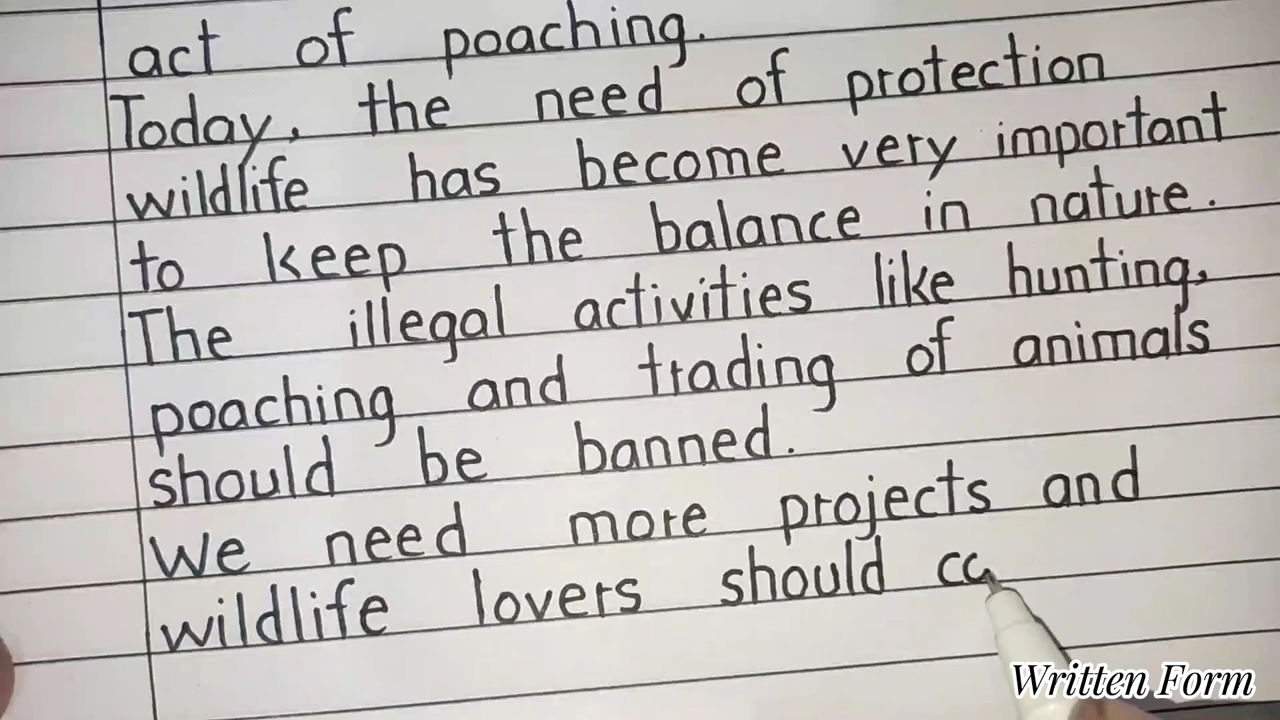 act of poaching.
Today, the need of protection
wildlife has become very important
to keep the balance in nature.
The illegal activities like hunting,
poaching and trading of animals
should be banned.
We need more projects and
wildlife lovers should
Written Form